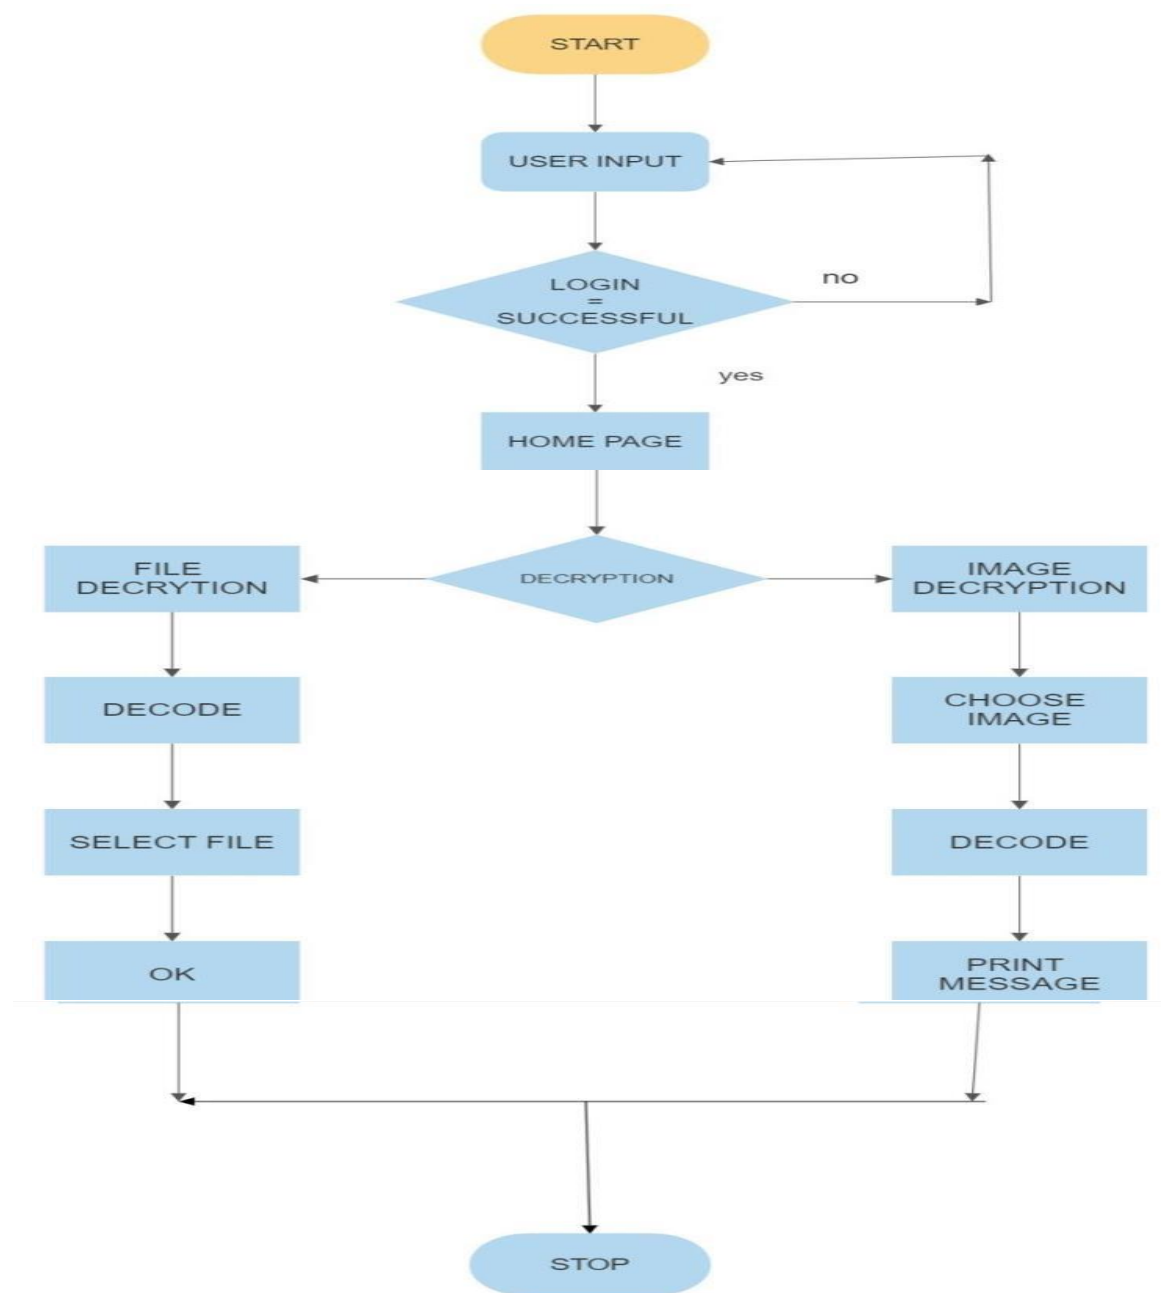 START
USER INPUT
LOGIN
=
SUCCESSFUL
no
yes
HOME PAGE
DECRYPTION
FILE
DECRYTION
IMAGE
DECRYPTION
DECODE
CHOOSE
IMAGE
SELECT FILE
DECODE
OK
PRINT
MESSAGE
STOP